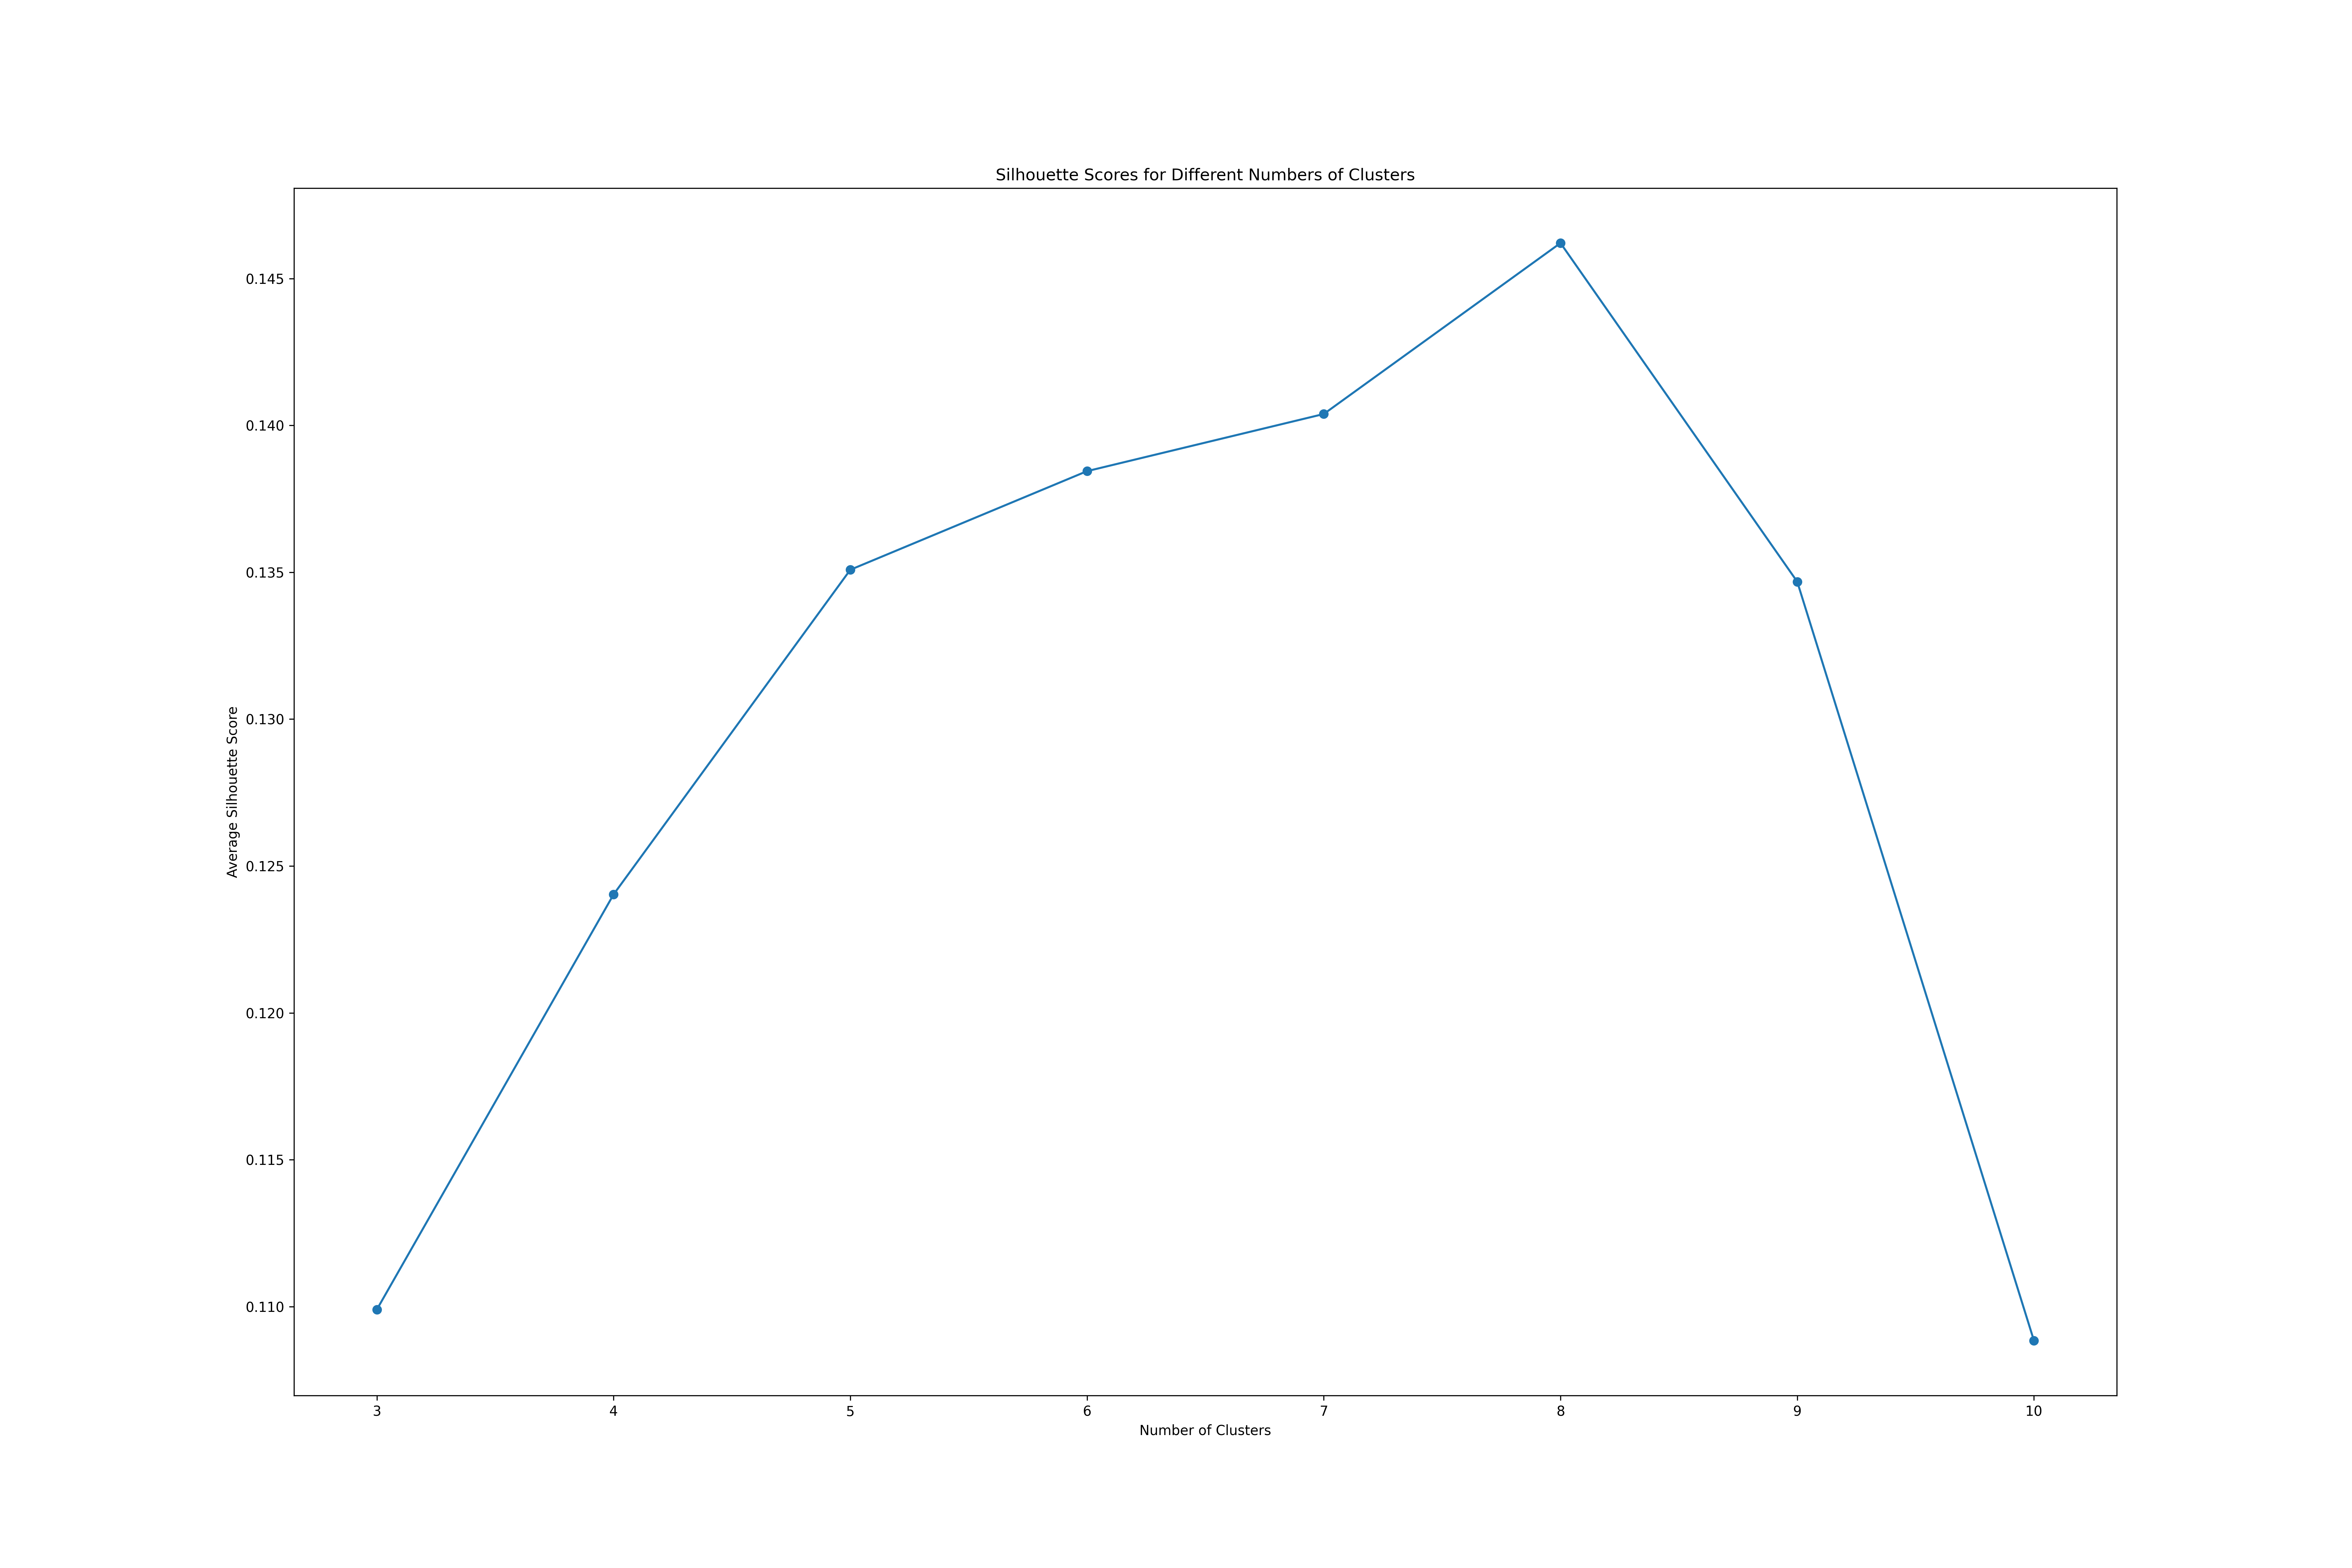 Silhouette Scores for Different Numbers of Clusters
0.145
0.140
0.135
0.130
0.125
0.120
0.115
0.110
Average Silhouette Score
3 4 5 6 7 8 9 10
Number of Clusters